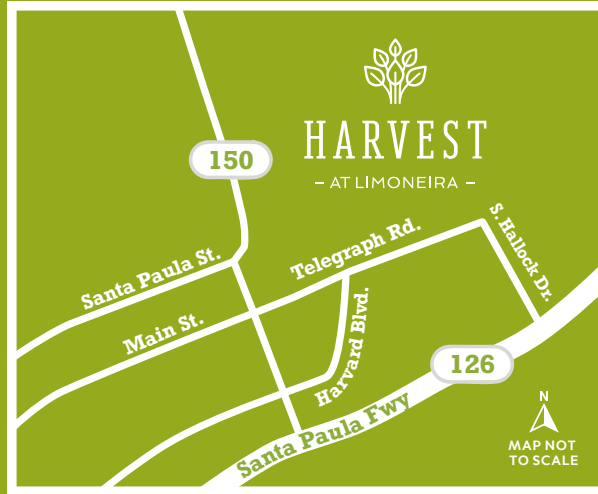 HARVEST
– AT LIMONEIRA –
150
Santa Paula St.
Telegraph Rd.
S. Hallock Dr.
Main St.
Harvard Blvd.
126
Santa Paula Fwy
N
MAP NOT
TO SCALE